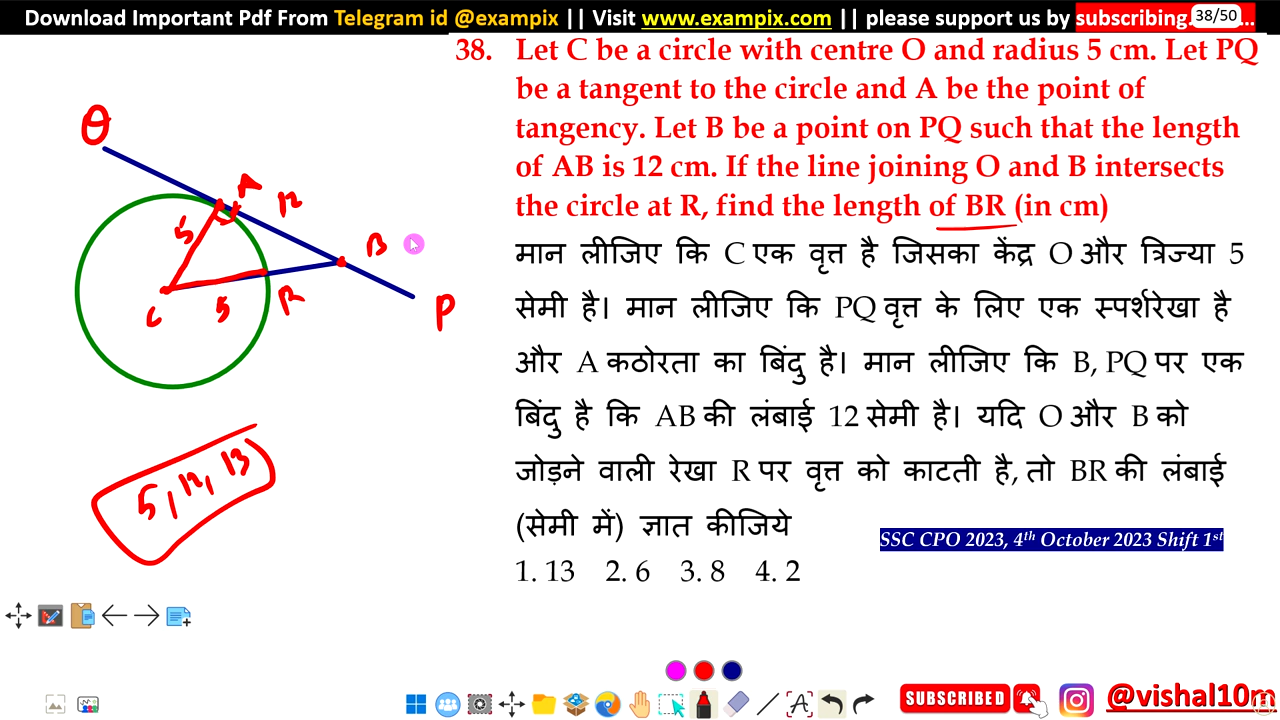 Download Important Pdf From Telegram id @exampix || Visit www.exampix.com || please support us by subscribing
38/50
38. Let C be a circle with centre O and radius 5 cm. Let PQ
be a tangent to the circle and A be the point of
tangency. Let B be a point on PQ such that the length
of AB is 12 cm. If the line joining O and B intersects
the circle at R, find the length of BR (in cm)
मान लीजिए कि C एक वृत्त है जिसका केंद्र O और त्रिज्या 5
सेमी है। मान लीजिए कि PQ वृत्त के लिए एक स्पर्शरेखा है
और A कठोरता का बिंदु है। मान लीजिए कि B, PQ पर एक
बिंदु है कि AB की लंबाई 12 सेमी है। यदि O और B को
जोड़ने वाली रेखा R पर वृत्त को काटती है, तो BR की लंबाई
(सेमी में) ज्ञात कीजिये
SSC CPO 2023, 4th October 2023 Shift 1st
1. 13 2. 6 3. 8 4. 2
Q
A
12
5
B
C
5
R
P
5, 12, 13
SUBSCRIBED
@vishal10m